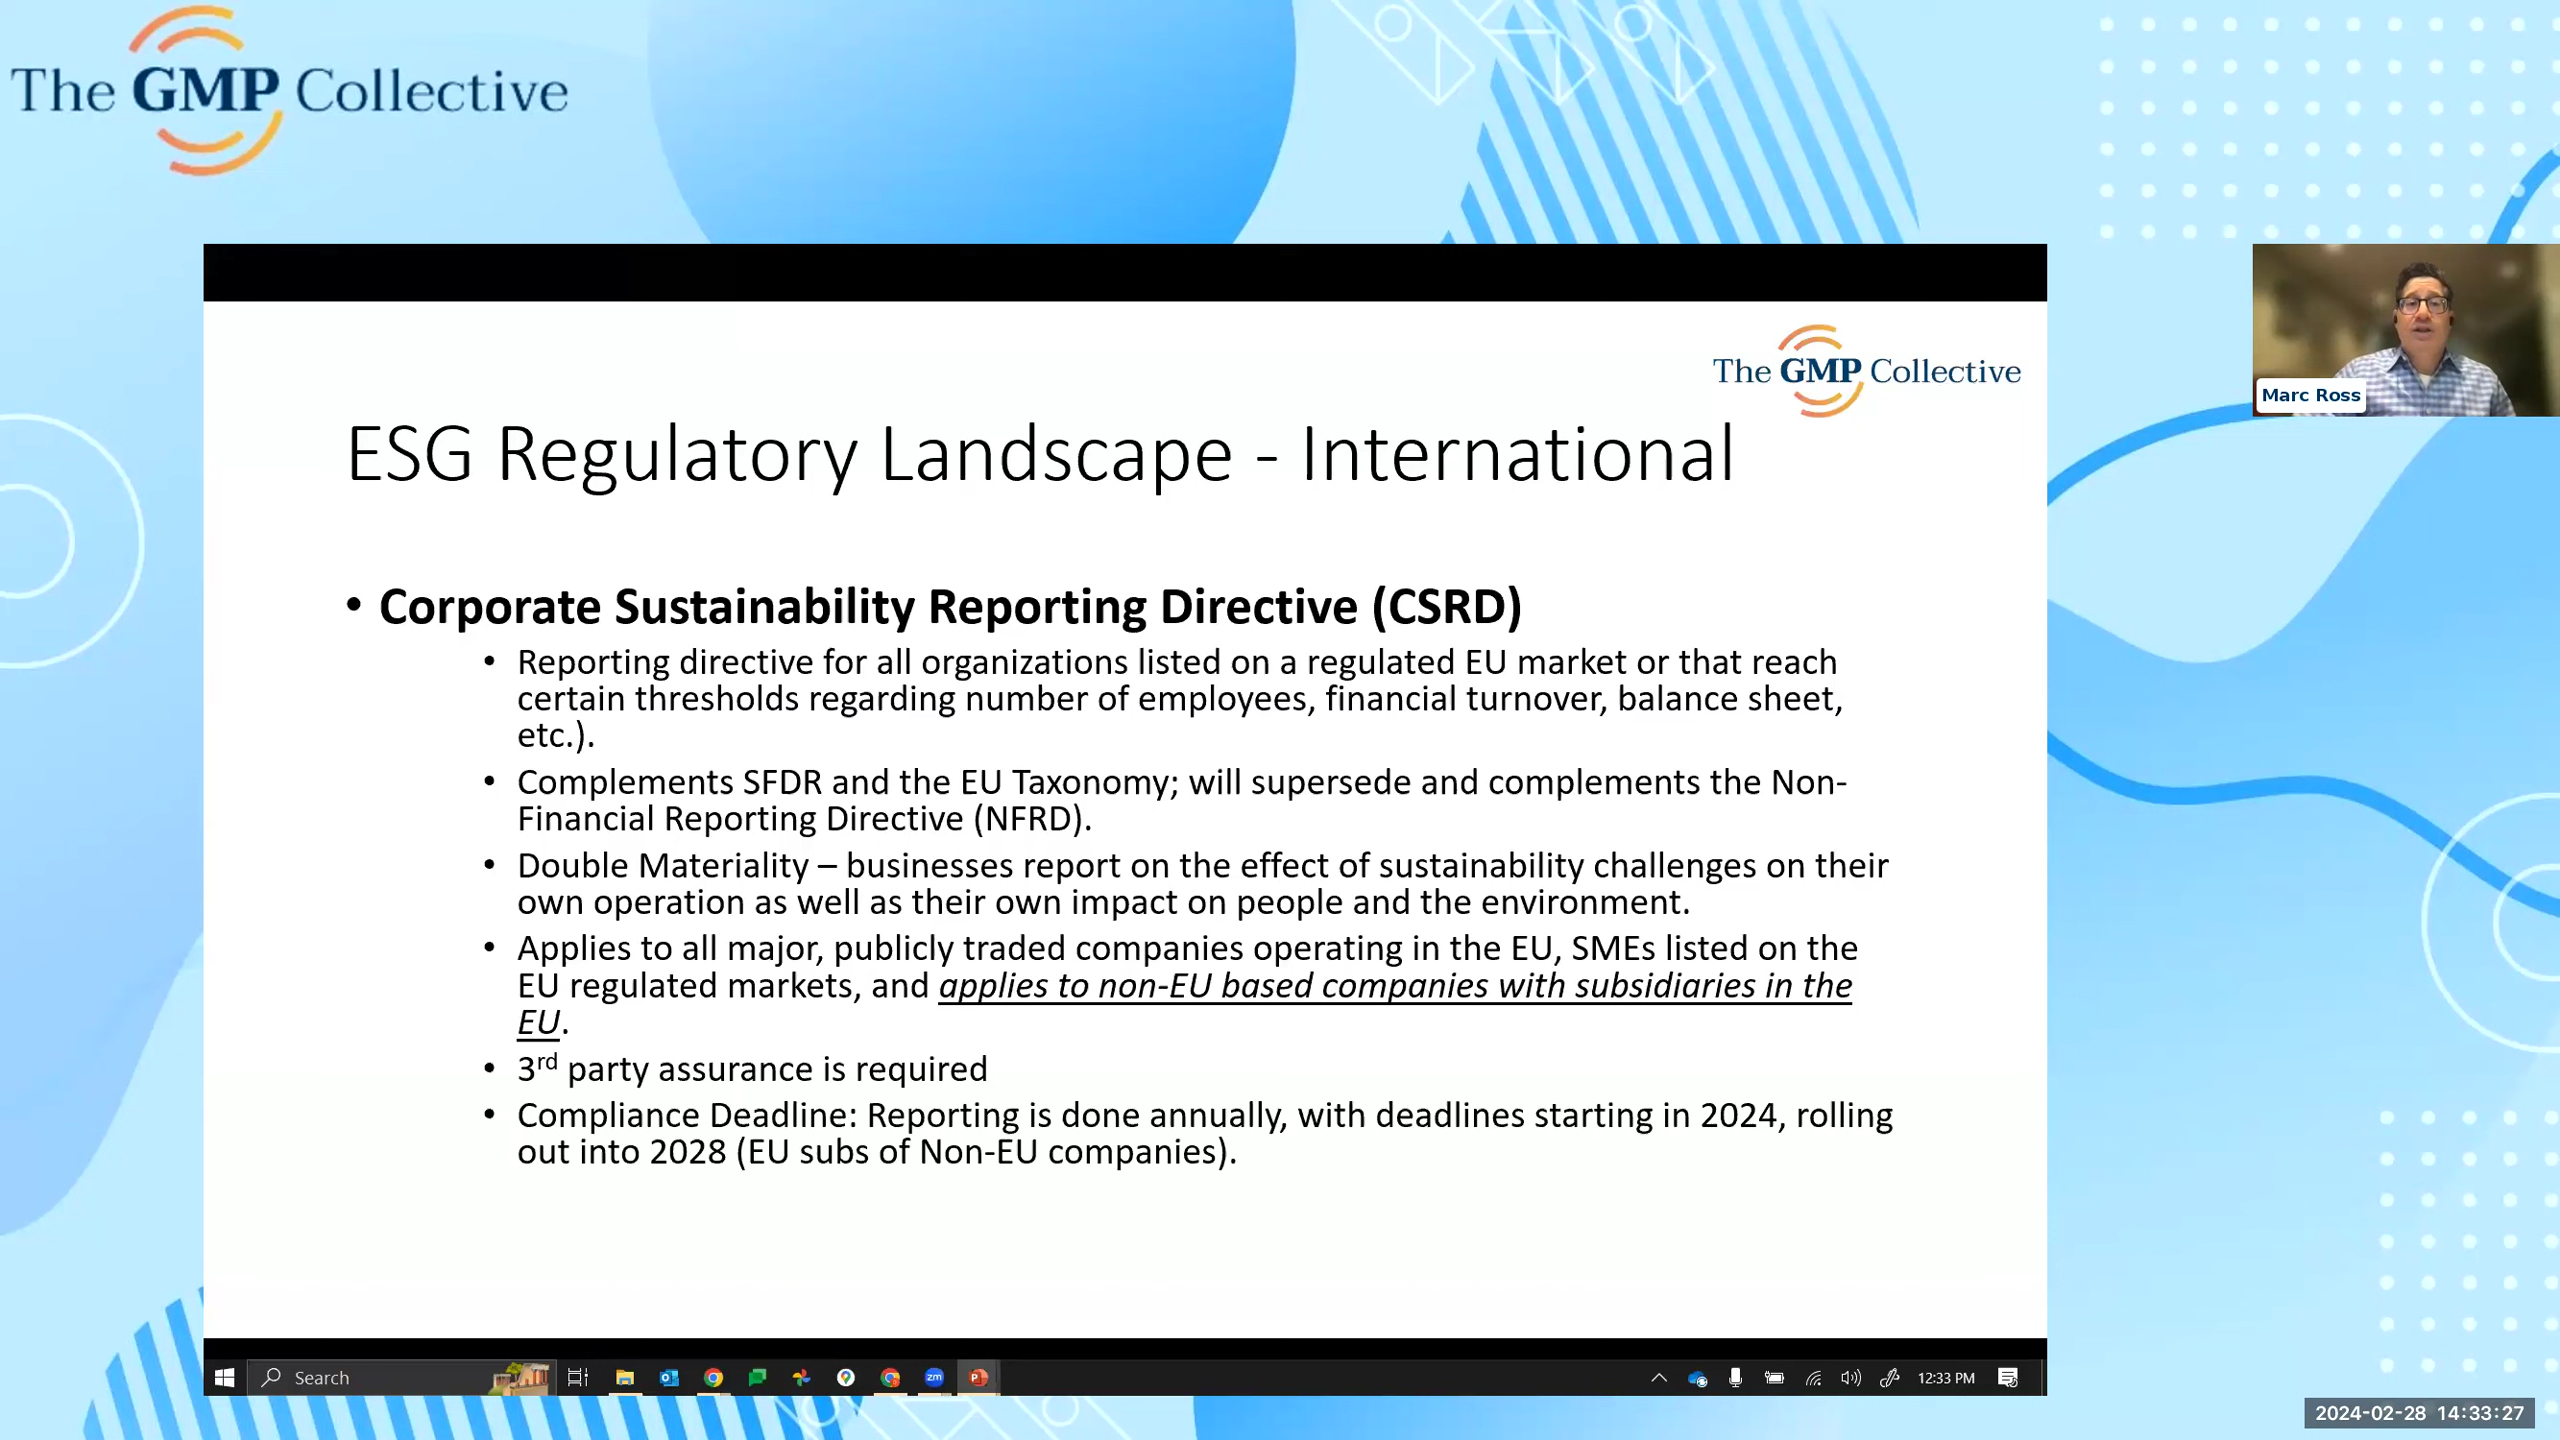 The GMP Collective
The GMP Collective
Marc Ross
ESG Regulatory Landscape - International
• Corporate Sustainability Reporting Directive (CSRD)
• Reporting directive for all organizations listed on a regulated EU market or that reach
certain thresholds regarding number of employees, financial turnover, balance sheet,
etc.).
• Complements SFDR and the EU Taxonomy; will supersede and complements the Non-
Financial Reporting Directive (NFRD).
• Double Materiality – businesses report on the effect of sustainability challenges on their
own operation as well as their own impact on people and the environment.
• Applies to all major, publicly traded companies operating in the EU, SMEs listed on the
EU regulated markets, and applies to non-EU based companies with subsidiaries in the
EU.
• 3rd party assurance is required
• Compliance Deadline: Reporting is done annually, with deadlines starting in 2024, rolling
out into 2028 (EU subs of Non-EU companies).
Search
zm
12:33 PM
2024-02-28 14:33:27